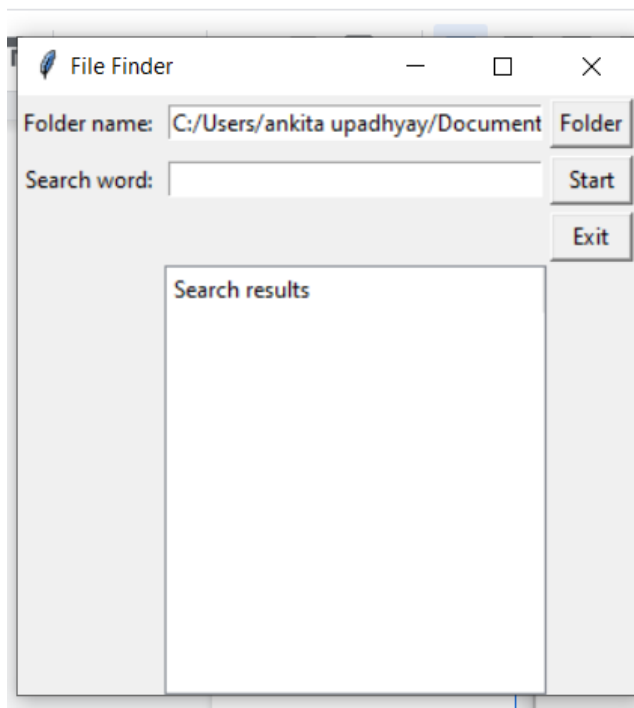 File Finder
Folder name: C:/Users/ankita upadhyay/Document Folder
Search word: Start
Exit
Search results